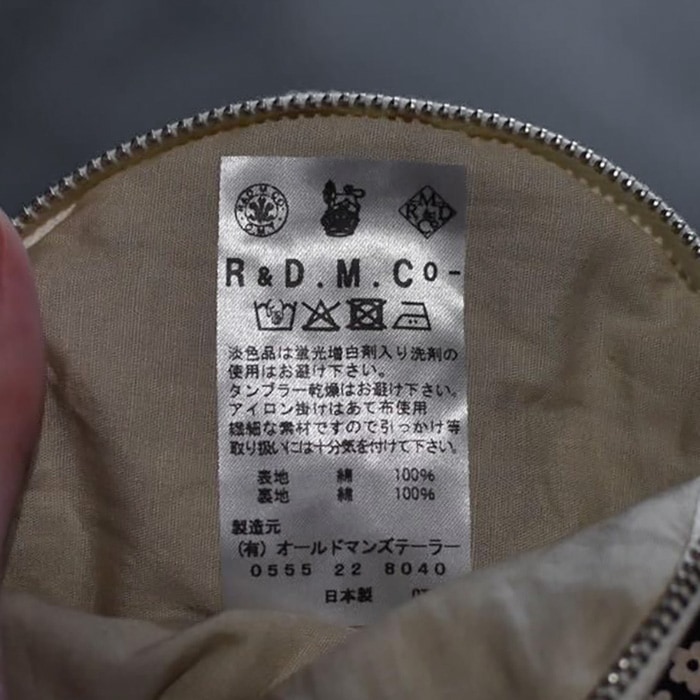 R&D.M.CO
O.M.T
R M D
& Co
R&D.M.Co-
淡色品は蛍光増白剤入り洗剤の
使用はお避け下さい。
タンブラー乾燥はお避け下さい。
アイロン掛けはあて布使用
繊細な素材ですので引っかけ等
取り扱いには十分気を付けて下さい。
表地 綿 100%
裏地 綿 100%
製造元
(有) オールドマンズテーラー
0555 22 8040
日本製